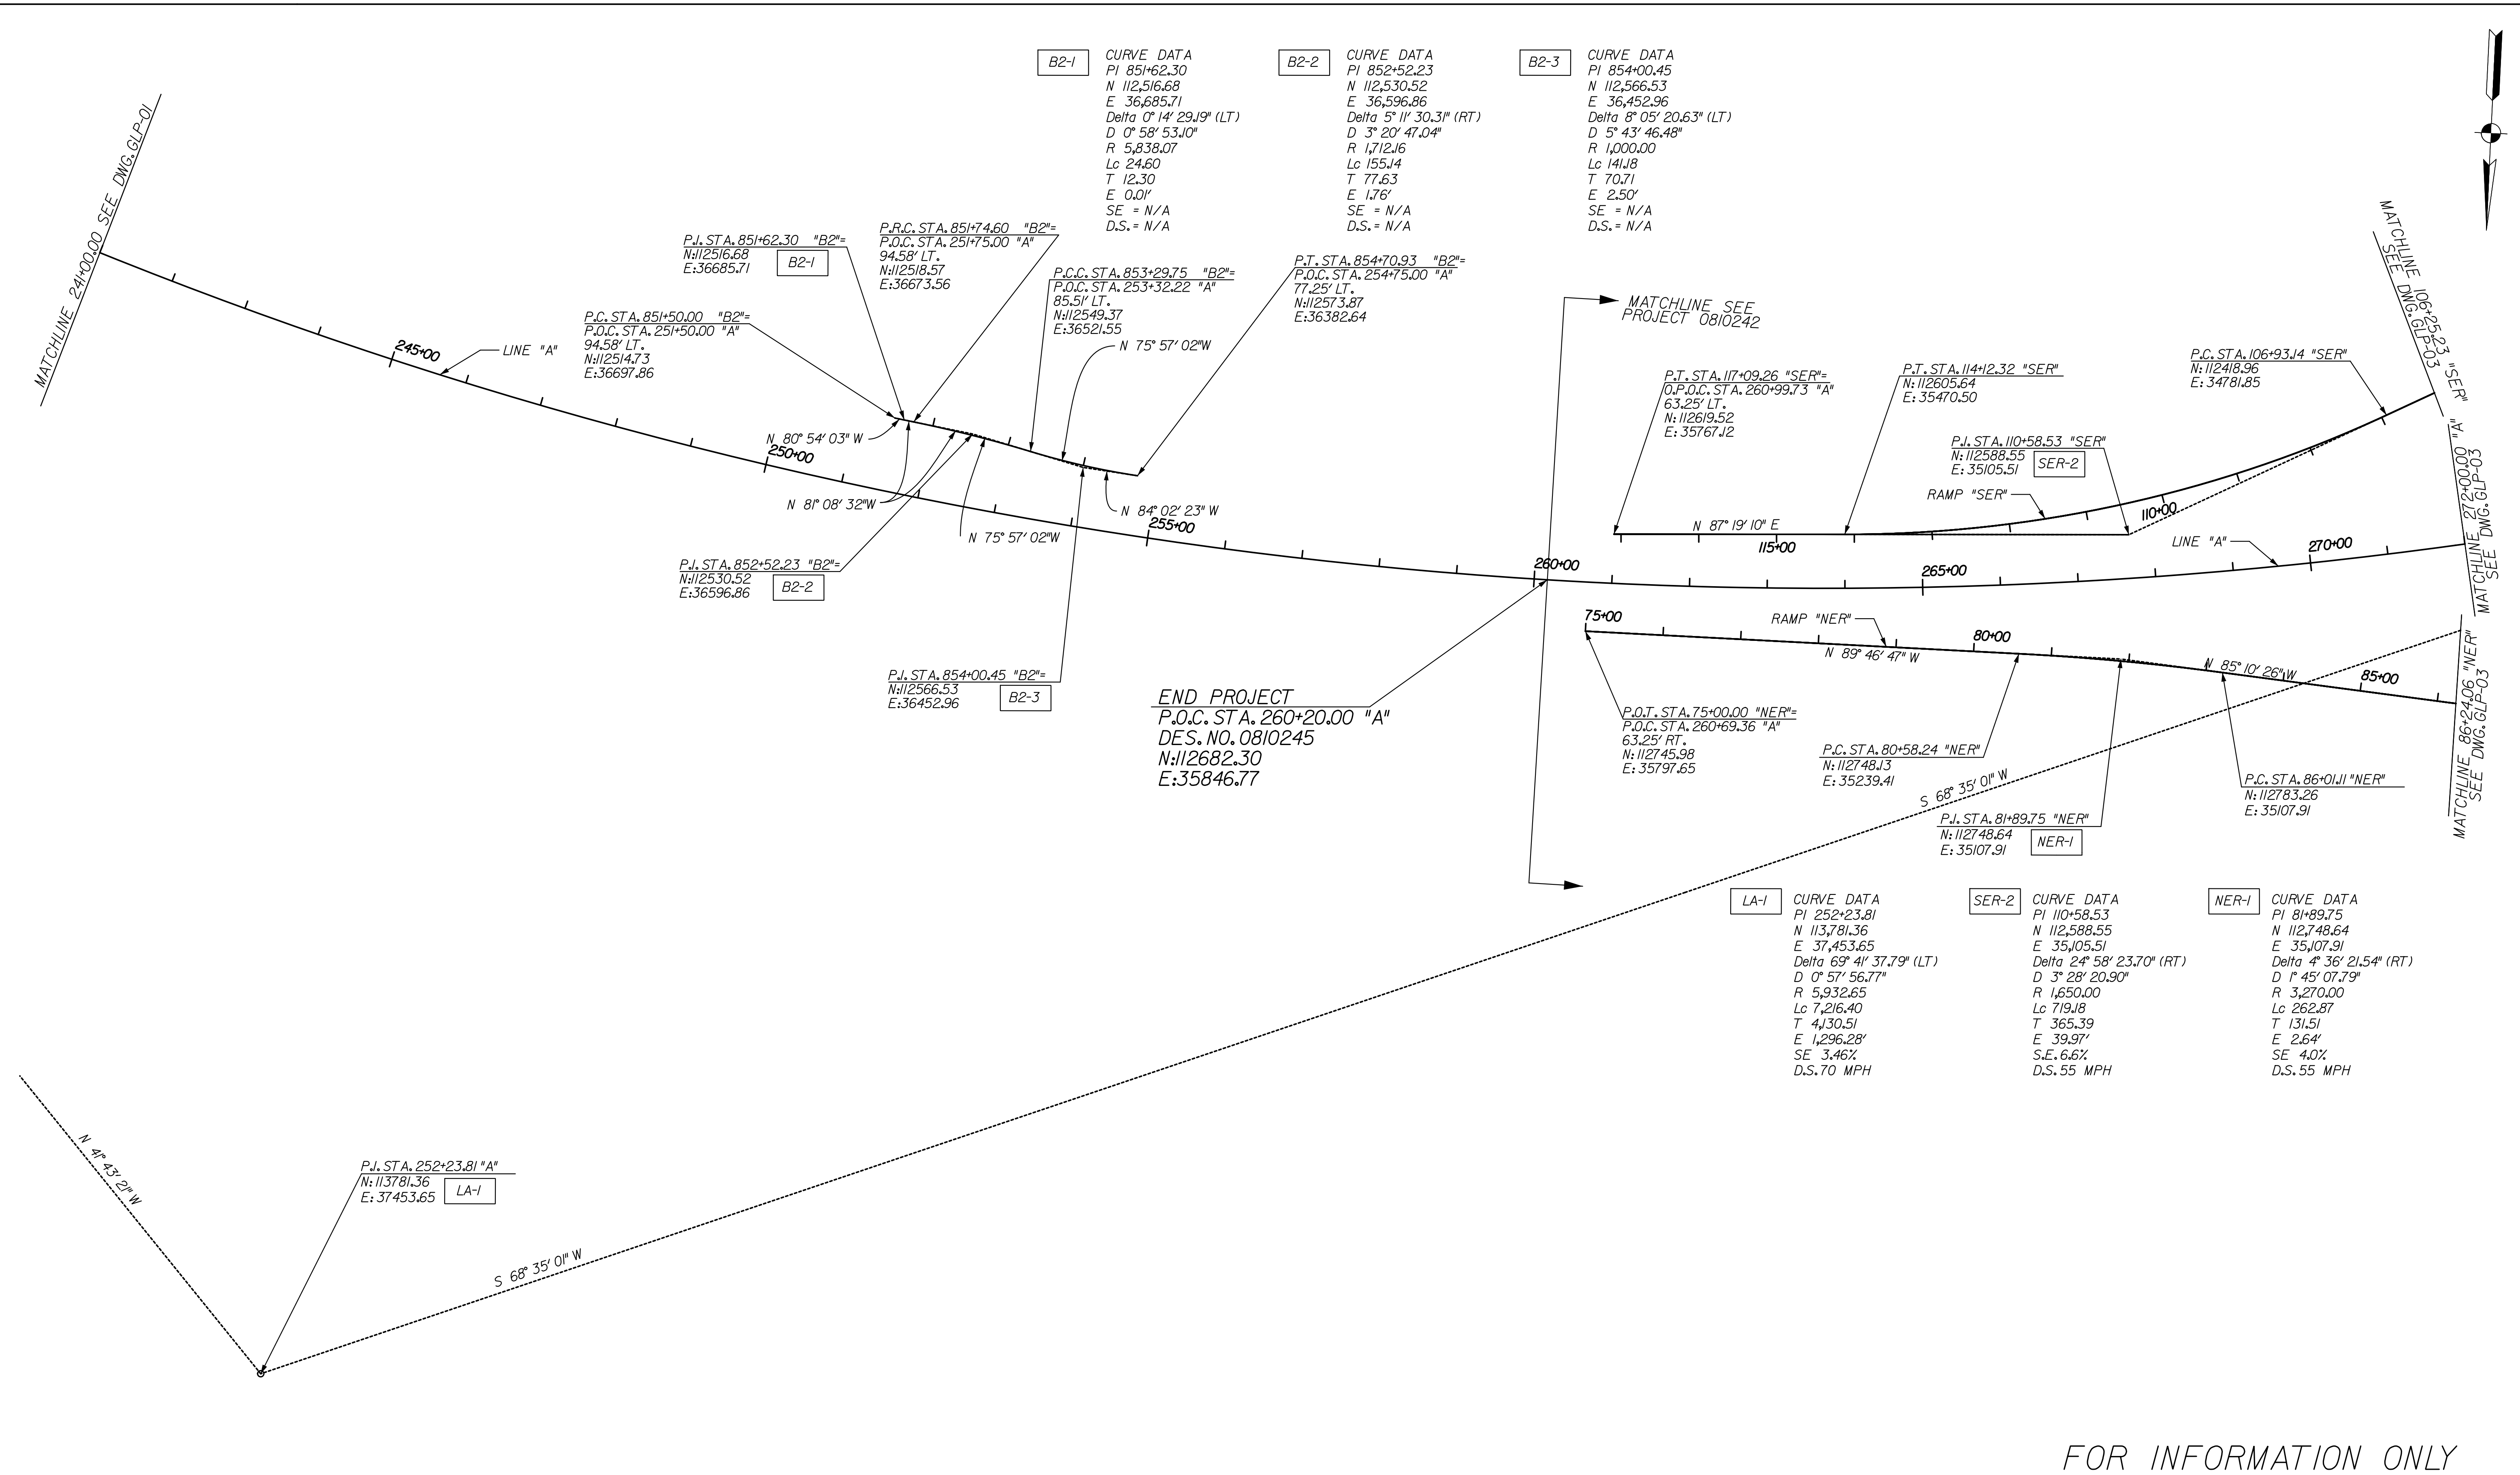 B2-1
CURVE DATA
PI 851+62.30
N 112,516.68
E 36,685.71
Delta 0° 14' 29.19" (LT)
D 0° 58' 53.10"
R 5,838.07
Lc 24.60
T 12.30
E 0.01'
SE = N/A
D.S. = N/A
B2-2
CURVE DATA
PI 852+52.23
N 112,530.52
E 36,596.86
Delta 5° 11' 30.31" (RT)
D 3° 20' 47.04"
R 1,712.16
Lc 155.14
T 77.63
E 1.76'
SE = N/A
D.S. = N/A
B2-3
CURVE DATA
PI 854+00.45
N 112,566.53
E 36,452.96
Delta 8° 05' 20.63" (LT)
D 5° 43' 46.48"
R 1,000.00
Lc 141.18
T 70.71
E 2.50'
SE = N/A
D.S. = N/A
MATCHLINE 241+00.00 SEE DWG. GLP-01
P.I. STA. 851+62.30 "B2"=
N:112516.68
E:36685.71
B2-1
P.R.C. STA. 851+74.60 "B2"=
P.O.C. STA. 251+75.00 "A"
94.58' LT.
N:112518.57
E:36673.56
P.C.C. STA. 853+29.75 "B2"=
P.O.C. STA. 253+32.22 "A"
85.51' LT.
N:112549.37
E:36521.55
P.T. STA. 854+70.93 "B2"=
P.O.C. STA. 254+75.00 "A"
77.25' LT.
N:112573.87
E:36382.64
P.C. STA. 851+50.00 "B2"=
P.O.C. STA. 251+50.00 "A"
94.58' LT.
N:112514.73
E:36697.86
245+00
LINE "A"
N 75° 57' 02"W
N 80° 54' 03" W
250+00
N 81° 08' 32"W
N 84° 02' 23" W
255+00
N 75° 57' 02"W
P.I. STA. 852+52.23 "B2"=
N:112530.52
E:36596.86
B2-2
P.I. STA. 854+00.45 "B2"=
N:112566.53
E:36452.96
B2-3
MATCHLINE SEE
PROJECT 0810242
P.T. STA. 117+09.26 "SER"=
O.P.O.C. STA. 260+99.73 "A"
63.25' LT.
N:112619.52
E:35767.12
P.T. STA. 114+12.32 "SER"
N:112605.64
E: 35470.50
P.C. STA. 106+93.14 "SER"
N:112418.96
E: 34781.85
P.I. STA. 110+58.53 "SER"
N:112588.55
E: 35105.51
SER-2
MATCHLINE 106+25.23 "SER"
SEE DWG. GLP-03
RAMP "SER"
110+00
N 87° 19' 10" E
115+00
LINE "A"
270+00
MATCHLINE 272+00.00 "A"
SEE DWG. GLP-03
260+00
265+00
75+00
RAMP "NER"
80+00
N 89° 46' 47" W
N 85° 10' 26" W
85+00
MATCHLINE 86+24.06 "NER"
SEE DWG. GLP-03
END PROJECT
P.O.C. STA. 260+20.00 "A"
DES. NO. 0810245
N:112682.30
E:35846.77
P.O.T. STA. 75+00.00 "NER"=
P.O.C. STA. 260+69.36 "A"
63.25' RT.
N:112745.98
E: 35797.65
P.C. STA. 80+58.24 "NER"
N:112748.13
E: 35239.41
P.C. STA. 86+01.11 "NER"
N:112783.26
E: 35107.91
S 68° 35' 01" W
P.I. STA. 81+89.75 "NER"
N:112748.64
E: 35107.91
NER-1
LA-1
CURVE DATA
PI 252+23.81
N 113,781.36
E 37,453.65
Delta 69° 41' 37.79" (LT)
D 0° 57' 56.77"
R 5,932.65
Lc 7,216.40
T 4,130.51
E 1,296.28'
SE 3.46%
D.S. 70 MPH
SER-2
CURVE DATA
PI 110+58.53
N 112,588.55
E 35,105.51
Delta 24° 58' 23.70" (RT)
D 3° 28' 20.90"
R 1,650.00
Lc 719.18
T 365.39
E 39.97'
S.E. 6.6%
D.S. 55 MPH
NER-1
CURVE DATA
PI 81+89.75
N 112,748.64
E 35,107.91
Delta 4° 36' 21.54" (RT)
D 1° 45' 07.79"
R 3,270.00
Lc 262.87
T 131.51
E 2.64'
SE 4.0%
D.S. 55 MPH
N 41° 43' 21" W
P.I. STA. 252+23.81 "A"
N:113781.36
E: 37453.65
LA-1
S 68° 35' 01" W
FOR INFORMATION ONLY